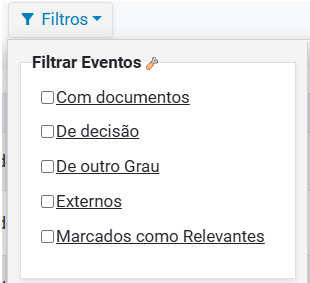 Filtros
Filtrar Eventos
Com documentos
De decisão
De outro Grau
Externos
Marcados como Relevantes